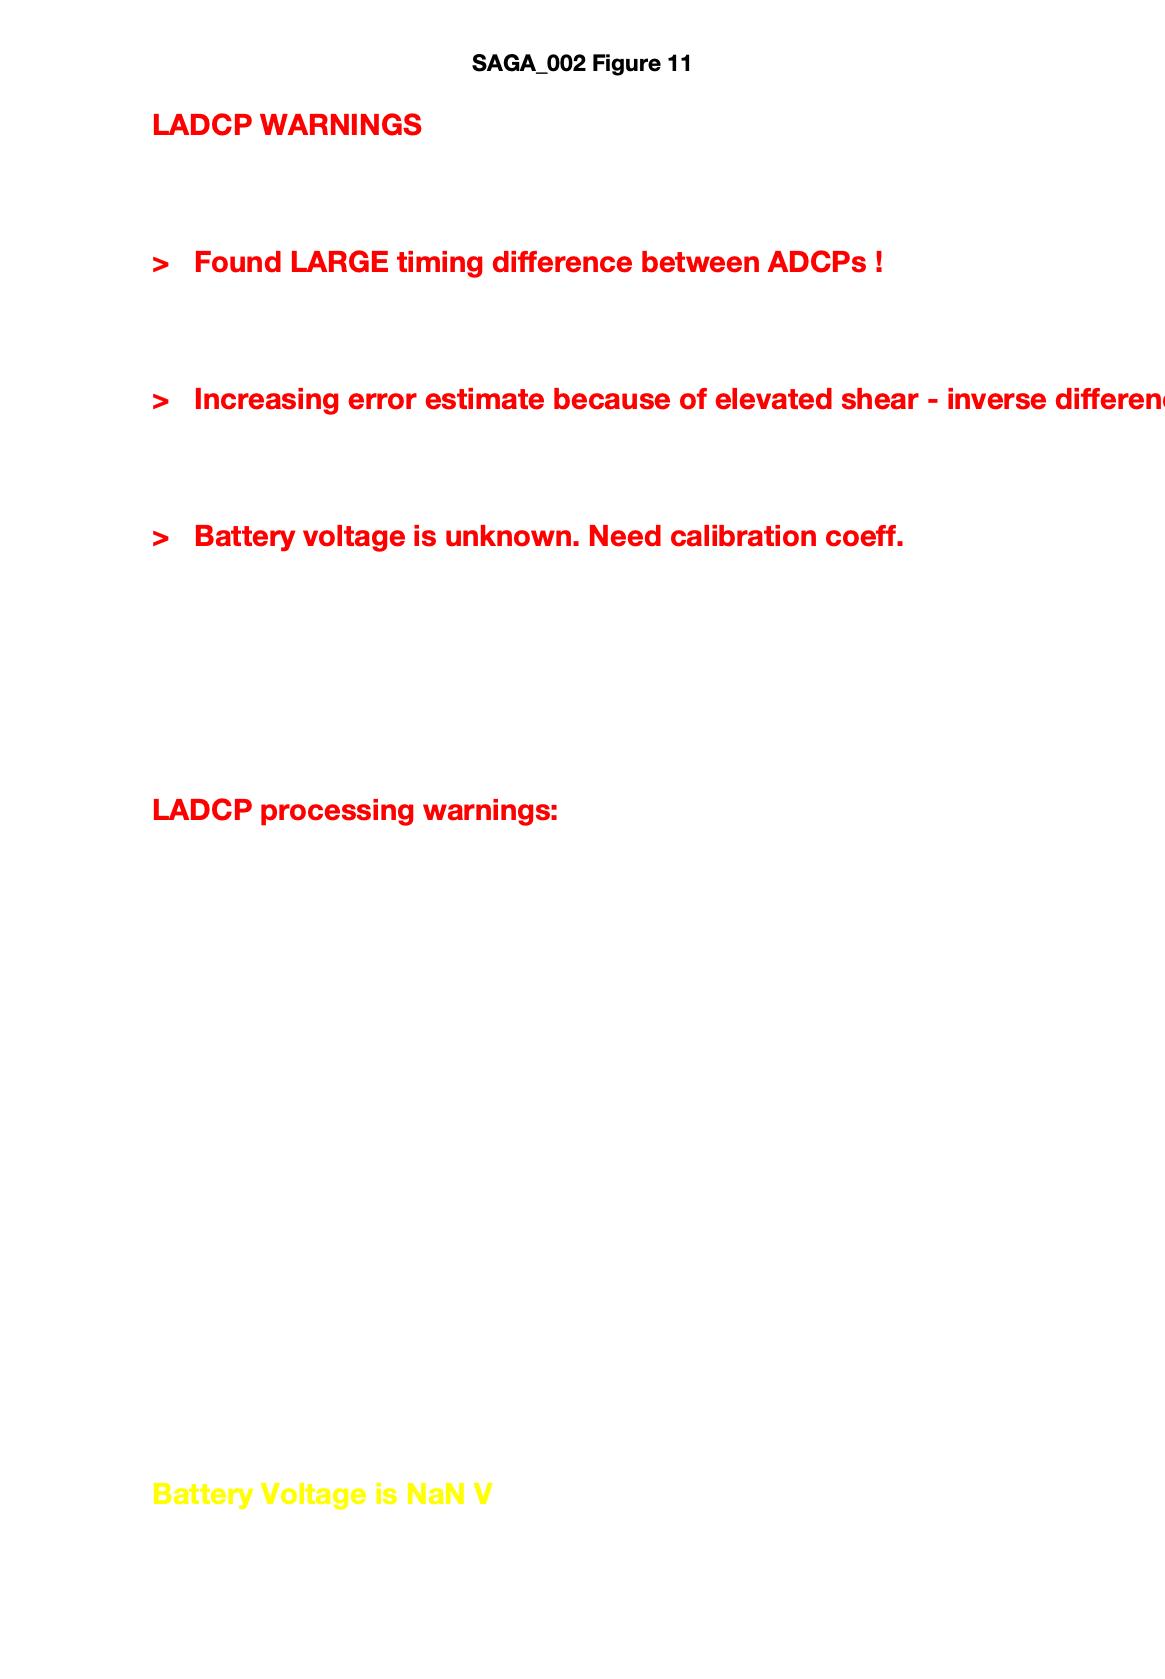 SAGA_002 Figure 11
LADCP WARNINGS
> Found LARGE timing difference between ADCPs !
> Increasing error estimate because of elevated shear - inverse differen
> Battery voltage is unknown. Need calibration coeff.
LADCP processing warnings:
Battery Voltage is NaN V